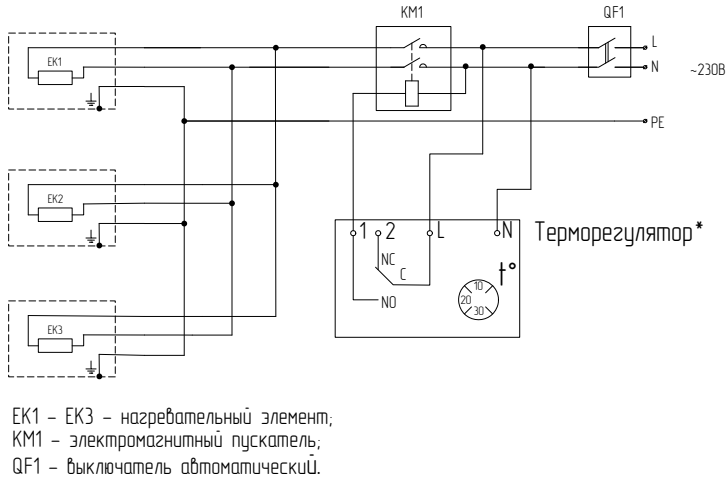 KM1
QF1
EK1
L
N
~230В
PE
EK2
1
2
L
N
Терморегулятор*
NC
C
NO
t°
10
20
30
EK3
EK1 – EK3 – нагревательный элемент;
KM1 – электромагнитный пускатель;
QF1 – выключатель автоматический.